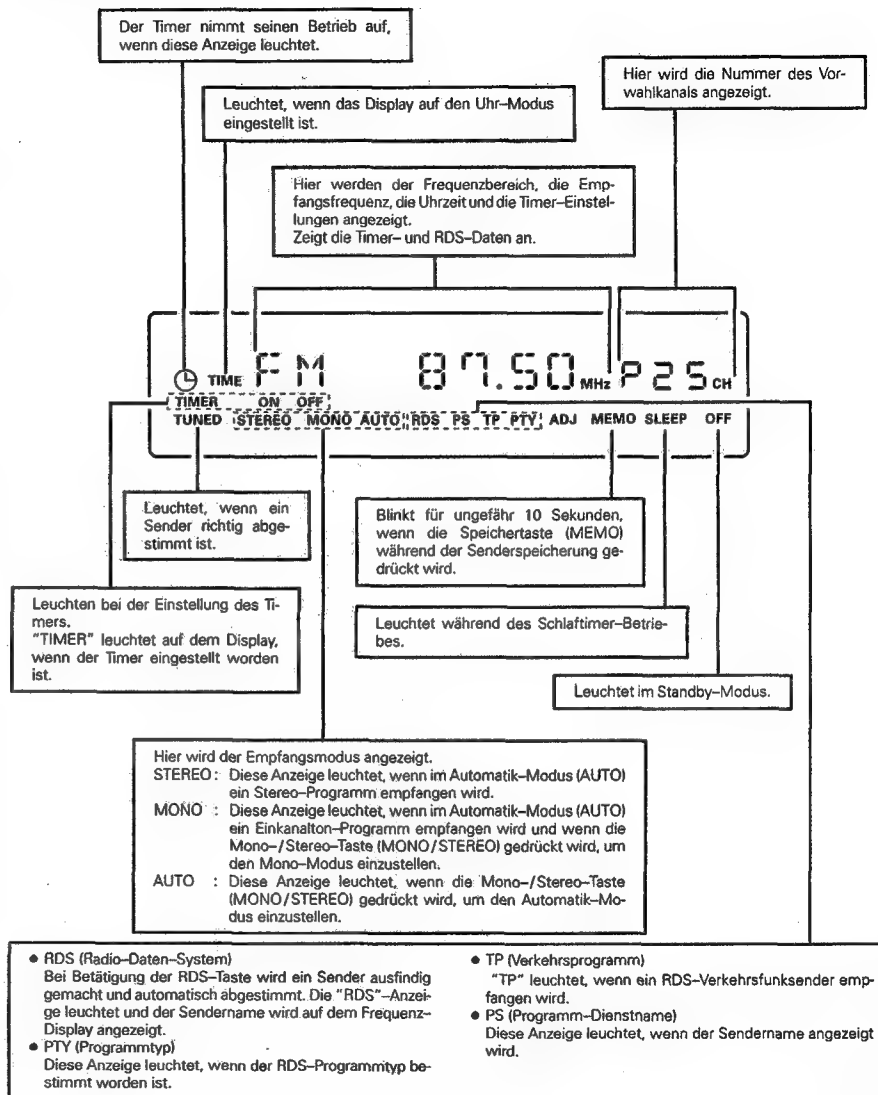 Der Timer nimmt seinen Betrieb auf,
wenn diese Anzeige leuchtet.
Hier wird die Nummer des Vor-
wahlkanals angezeigt.
Leuchtet, wenn das Display auf den Uhr–Modus
eingestellt ist.
Hier werden der Frequenzbereich, die Emp-
fangsfrequenz, die Uhrzeit und die Timer–Einstel-
lungen angezeigt.
Zeigt die Timer– und RDS–Daten an.
TIME FM 87.50 MHz P25 CH
TIMER ON OFF
TUNED STEREO MONO AUTO RDS PS TP PTY ADJ MEMO SLEEP OFF
Leuchtet, wenn ein
Sender richtig abge-
stimmt ist.
Blinkt für ungefähr 10 Sekunden,
wenn die Speichertaste (MEMO)
während der Senderspeicherung ge-
drückt wird.
Leuchten bei der Einstellung des Ti-
mers.
"TIMER" leuchtet auf dem Display,
wenn der Timer eingestellt worden
ist.
Leuchtet während des Schlaftimer–Betrie-
bes.
Leuchtet im Standby–Modus.
Hier wird der Empfangsmodus angezeigt.
STEREO : Diese Anzeige leuchtet, wenn im Automatik–Modus (AUTO)
ein Stereo–Programm empfangen wird.
MONO : Diese Anzeige leuchtet, wenn im Automatik–Modus (AUTO)
ein Einkanalton–Programm empfangen wird und wenn die
Mono–/Stereo–Taste (MONO/STEREO) gedrückt wird, um
den Mono–Modus einzustellen.
AUTO : Diese Anzeige leuchtet, wenn die Mono–/Stereo–Taste
(MONO/STEREO) gedrückt wird, um den Automatik–Mo-
dus einzustellen.
● RDS (Radio–Daten–System)
Bei Betätigung der RDS–Taste wird ein Sender ausfindig
gemacht und automatisch abgestimmt. Die "RDS"–Anzei-
ge leuchtet und der Sendername wird auf dem Frequenz–
Display angezeigt.
● PTY (Programmtyp)
Diese Anzeige leuchtet, wenn der RDS–Programmtyp be-
stimmt worden ist.
● TP (Verkehrsprogramm)
"TP" leuchtet, wenn ein RDS–Verkehrsfunksender emp-
fangen wird.
● PS (Programm–Dienstname)
Diese Anzeige leuchtet, wenn der Sendername angezeigt
wird.